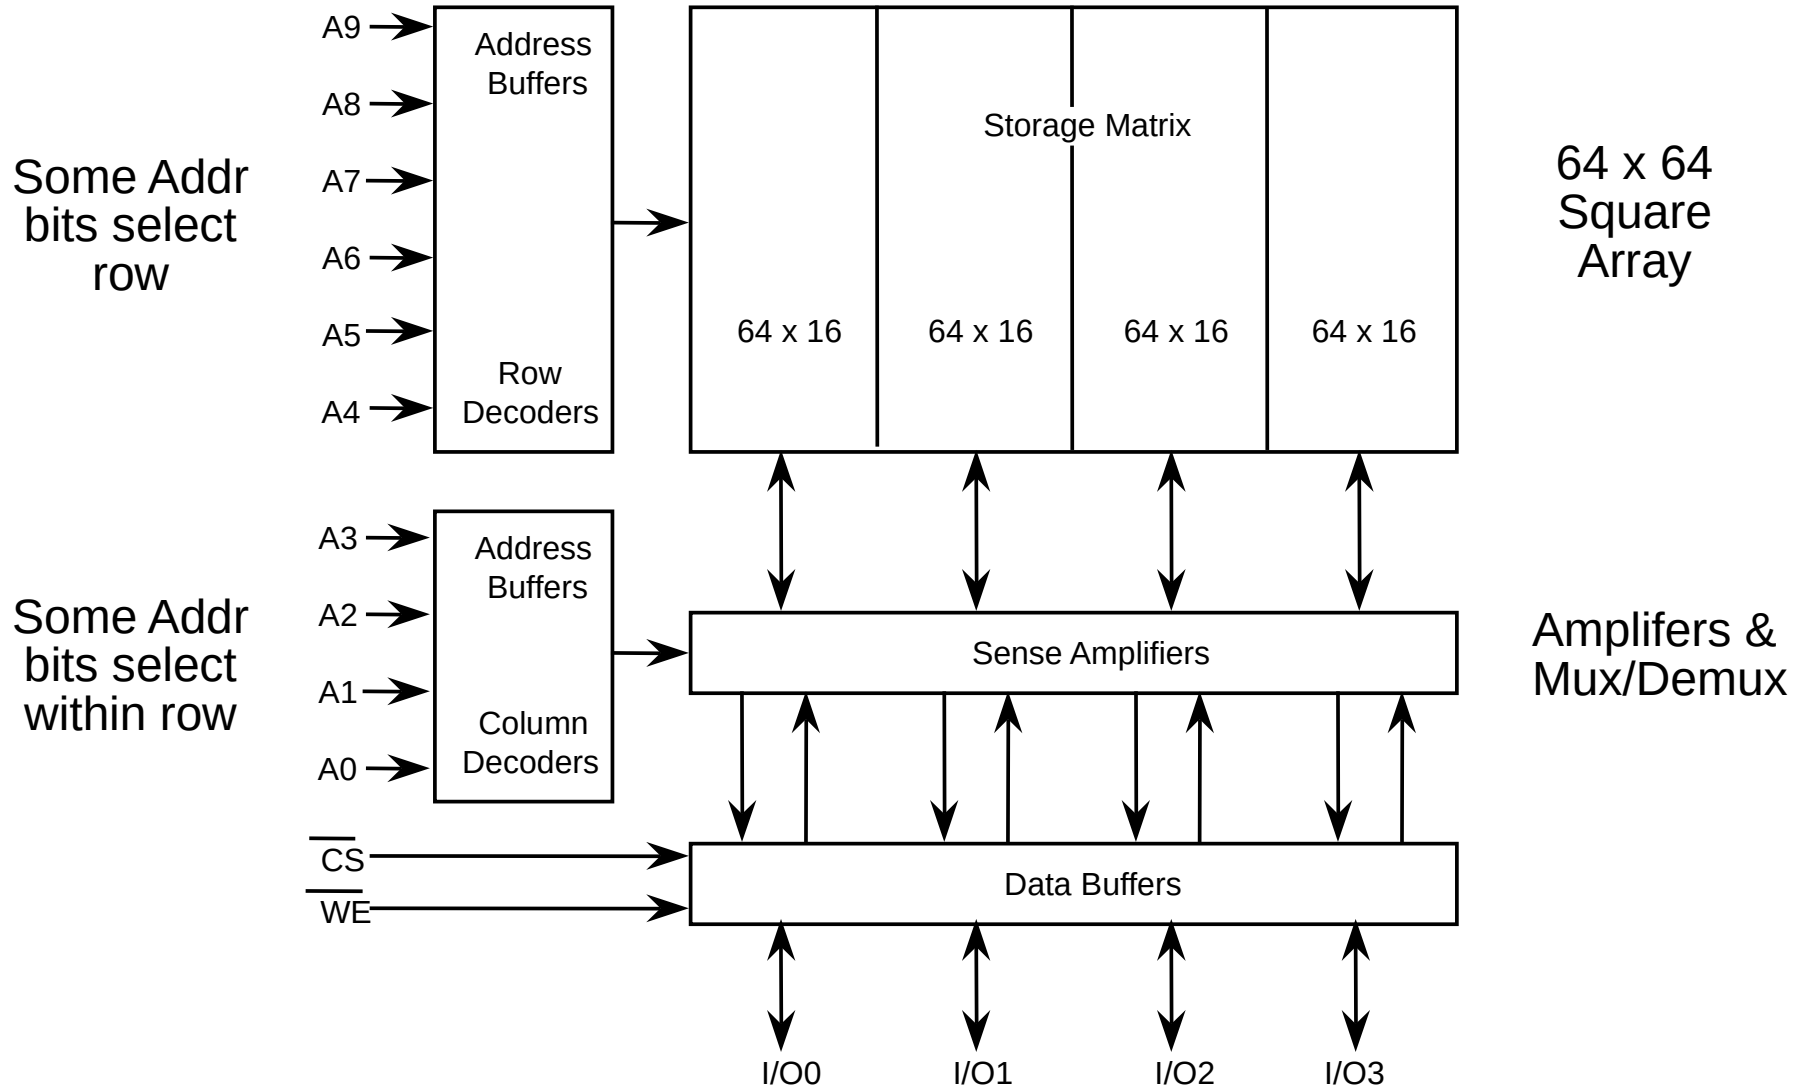 Some Addr
bits select
row
A9
A8
A7
A6
A5
A4
Address
Buffers
Row
Decoders
Storage Matrix
64 x 16
64 x 16
64 x 16
64 x 16
64 x 64
Square
Array
Some Addr
bits select
within row
A3
A2
A1
A0
Address
Buffers
Column
Decoders
Sense Amplifiers
Amplifers &
Mux/Demux
CS
WE
Data Buffers
I/O0
I/O1
I/O2
I/O3